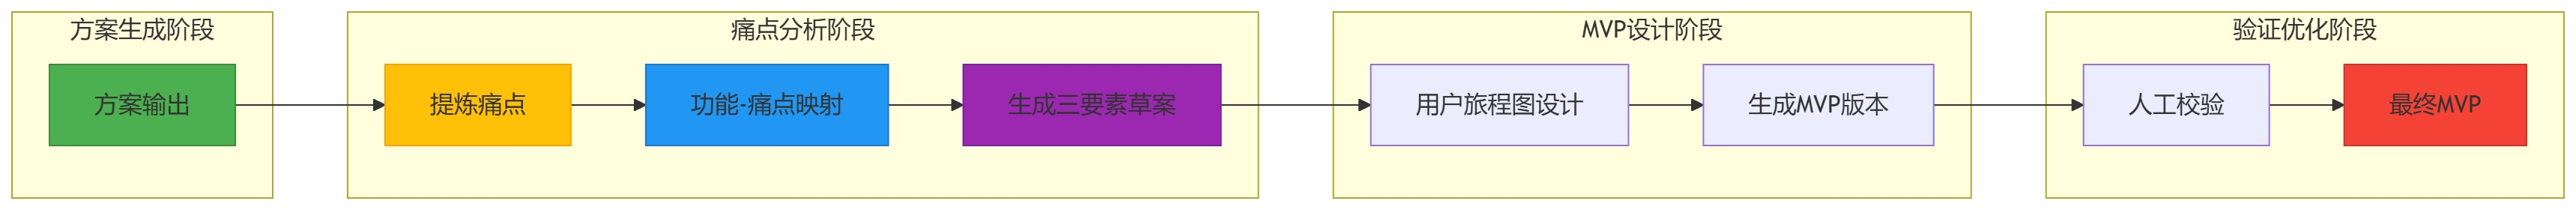 方案生成阶段
方案输出
痛点分析阶段
提炼痛点
功能-痛点映射
生成三要素草案
MVP设计阶段
用户旅程图设计
生成MVP版本
验证优化阶段
人工校验
最终MVP